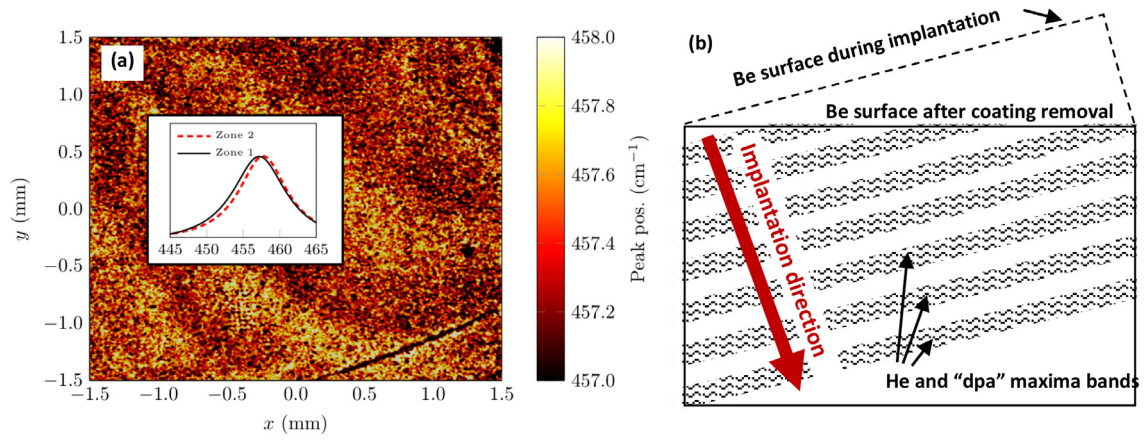 (a)
1.5
1.0
0.5
0.0
−0.5
−1.0
−1.5
y (mm)
−1.5
−1.0
−0.5
0.0
0.5
1.0
1.5
x (mm)
Zone 2
Zone 1
445
450
455
460
465
458.0
457.8
457.6
457.4
457.2
457.0
Peak pos. (cm⁻¹)
(b)
Be surface during implantation
Be surface after coating removal
Implantation direction
He and “dpa” maxima bands